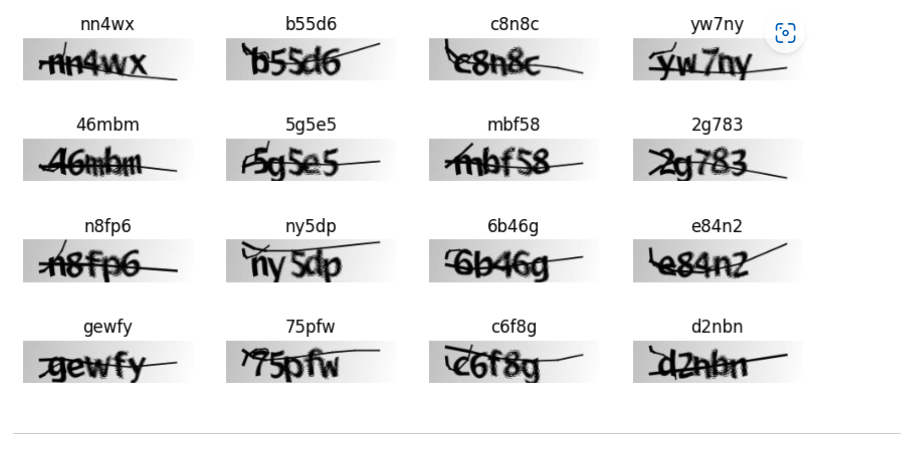 nn4wx b55d6 c8n8c yw7ny
nn4wx b55d6 c8n8c yw7ny
46mbm 5g5e5 mbf58 2g783
46mbm 5g5e5 mbf58 2g783
n8fp6 ny5dp 6b46g e84n2
n8fp6 ny5dp 6b46g e84n2
gewfy 75pfw c6f8g d2nbn
gewfy 75pfw c6f8g d2nbn